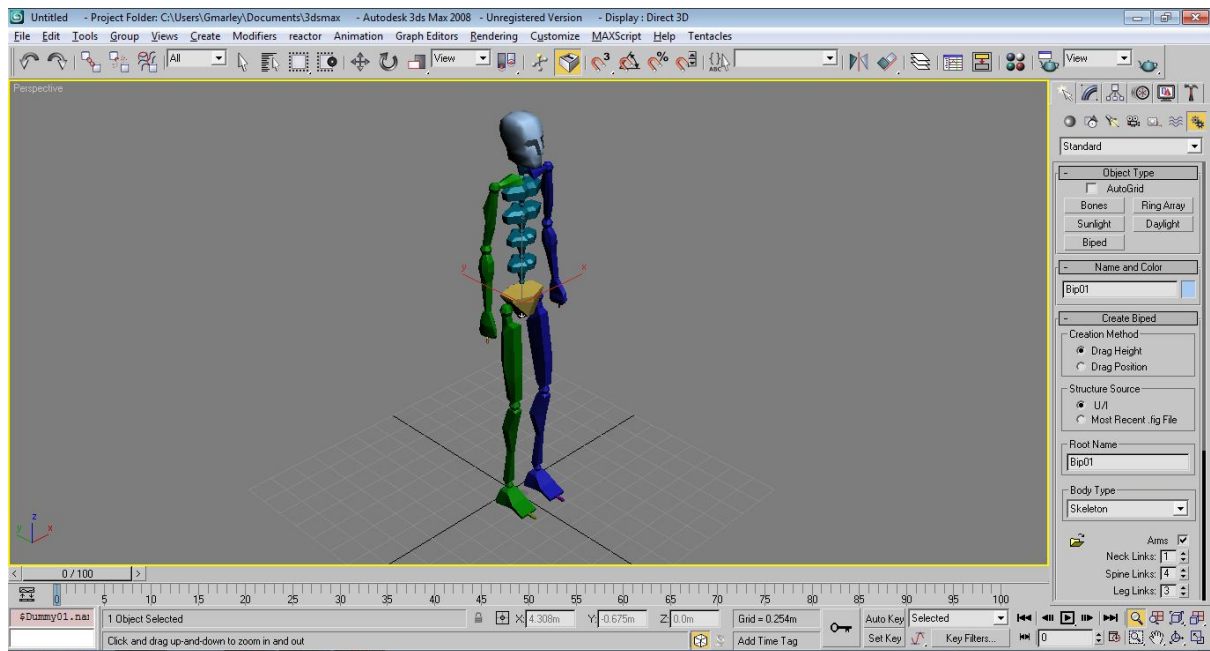 Untitled - Project Folder: C:\Users\Gmarley\Documents\3dsmax - Autodesk 3ds Max 2008 - Unregistered Version - Display : Direct 3D
File Edit Tools Group Views Create Modifiers reactor Animation Graph Editors Rendering Customize MAXScript Help Tentacles
All View View
Perspective
Standard
- Object Type
AutoGrid
Bones Ring Array
Sunlight Daylight
Biped
- Name and Color
Bip01
- Create Biped
Creation Method
Drag Height
Drag Position
Structure Source
U/I
Most Recent .fig File
Root Name
Bip01
Body Type
Skeleton
Arms
Neck Links: 1
Spine Links: 4
Leg Links: 3
y x
z
y x
< 0 / 100 >
0 5 10 15 20 25 30 35 40 45 50 55 60 65 70 75 80 85 90 95 100
$Dummy01.na 1 Object Selected X: 4.308m Y: -0.675m Z: 0.0m Grid = 0.254m Auto Key Selected
Click and drag up-and-down to zoom in and out Add Time Tag Set Key Key Filters... 0